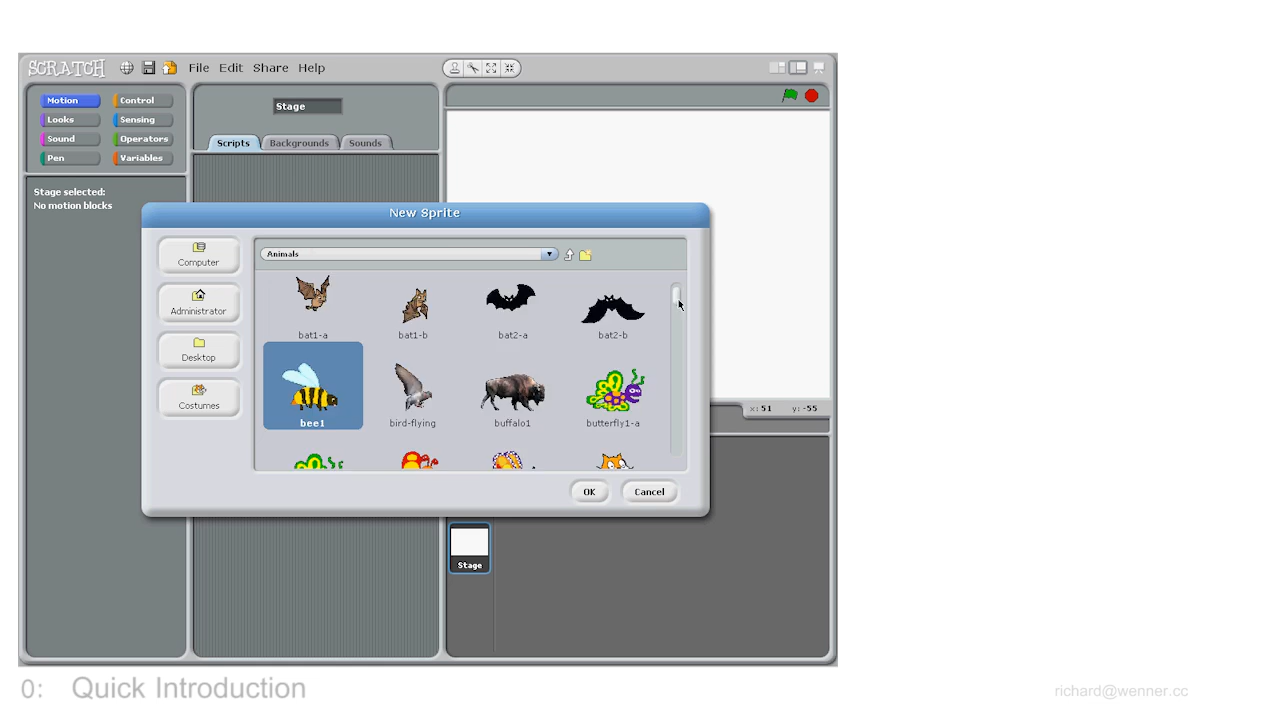 SCRATCH File Edit Share Help
Motion Control
Looks Sensing
Sound Operators
Pen Variables
Stage selected:
No motion blocks
Stage
Scripts Backgrounds Sounds
New Sprite
Computer
Administrator
Desktop
Costumes
Animals
bat1-a bat1-b bat2-a bat2-b
bee1 bird-flying buffalo1 butterfly1-a
OK Cancel
x: 51 y: -55
Stage
0: Quick Introduction
richard@wenner.cc